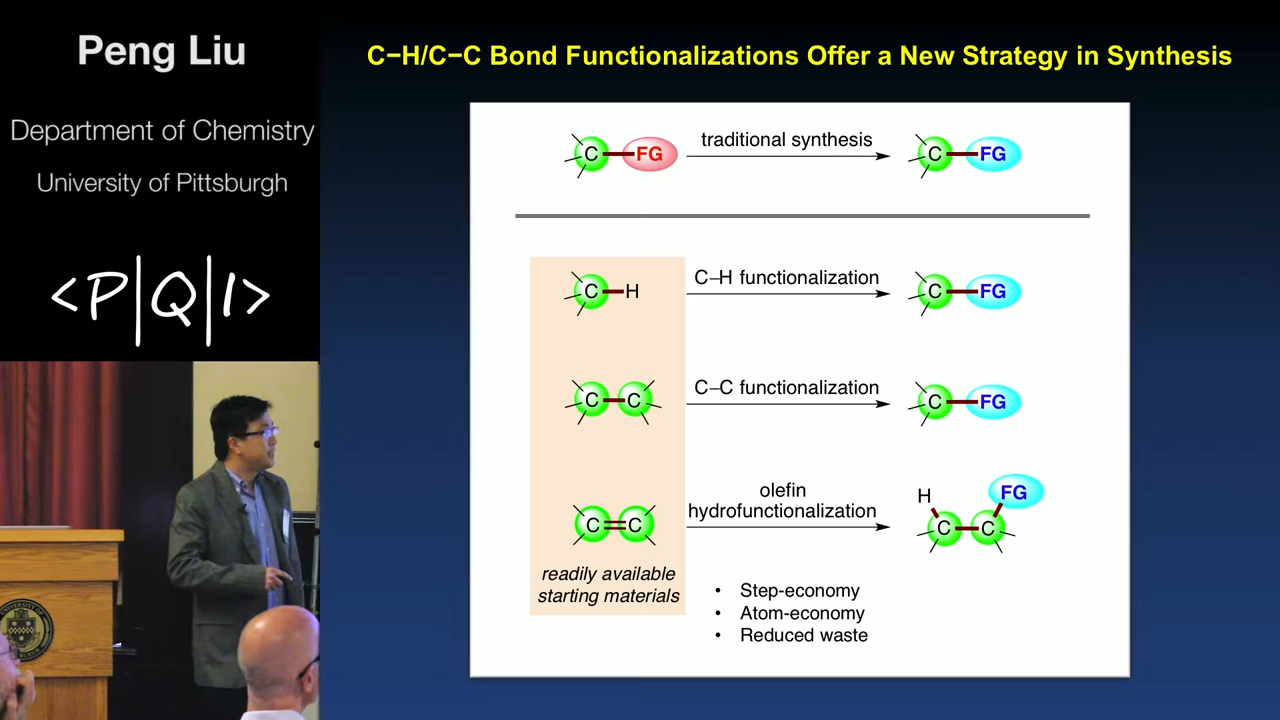 Peng Liu
Department of Chemistry
University of Pittsburgh
<P|Q|I>
C−H/C−C Bond Functionalizations Offer a New Strategy in Synthesis
C FG traditional synthesis C FG
C H C–H functionalization C FG
C C C–C functionalization C FG
C C olefin
hydrofunctionalization H C C FG
readily available
starting materials
• Step-economy
• Atom-economy
• Reduced waste